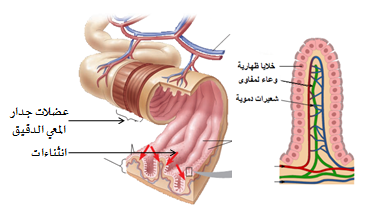 خلايا ظهارية
وعاء لمفاوي
شعيرات دموية
عضلات جدار
المعي الدقيق
انثناءات